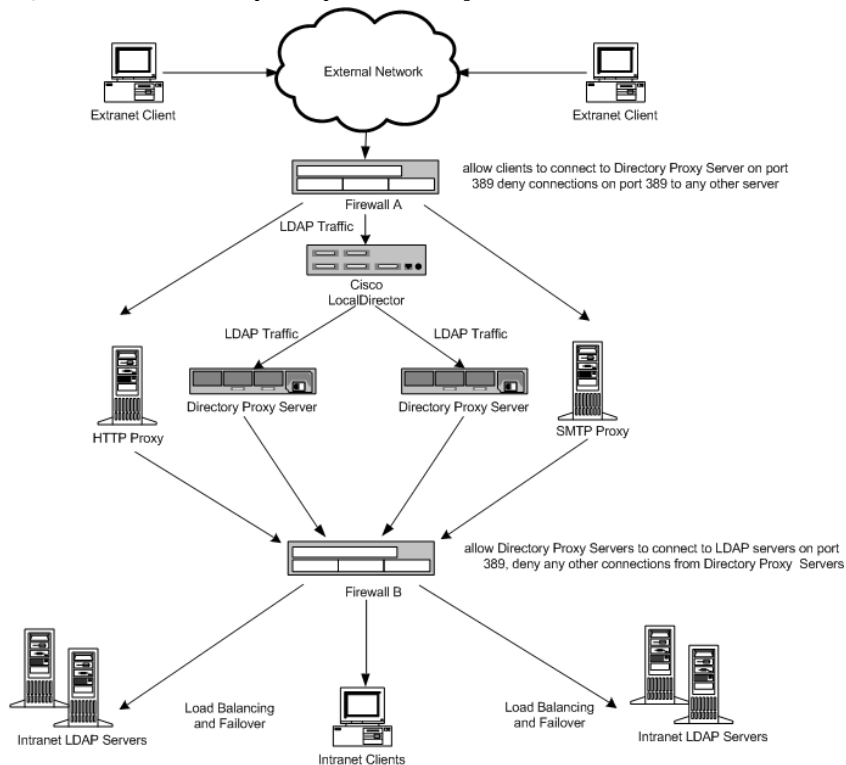 External Network
Extranet Client
Extranet Client
allow clients to connect to Directory Proxy Server on port
389 deny connections on port 389 to any other server
Firewall A
LDAP Traffic
Cisco
LocalDirector
LDAP Traffic
LDAP Traffic
Directory Proxy Server
Directory Proxy Server
HTTP Proxy
SMTP Proxy
allow Directory Proxy Servers to connect to LDAP servers on port
389, deny any other connections from Directory Proxy Servers
Firewall B
Load Balancing
and Failover
Load Balancing
and Failover
Intranet LDAP Servers
Intranet LDAP Servers
Intranet Clients